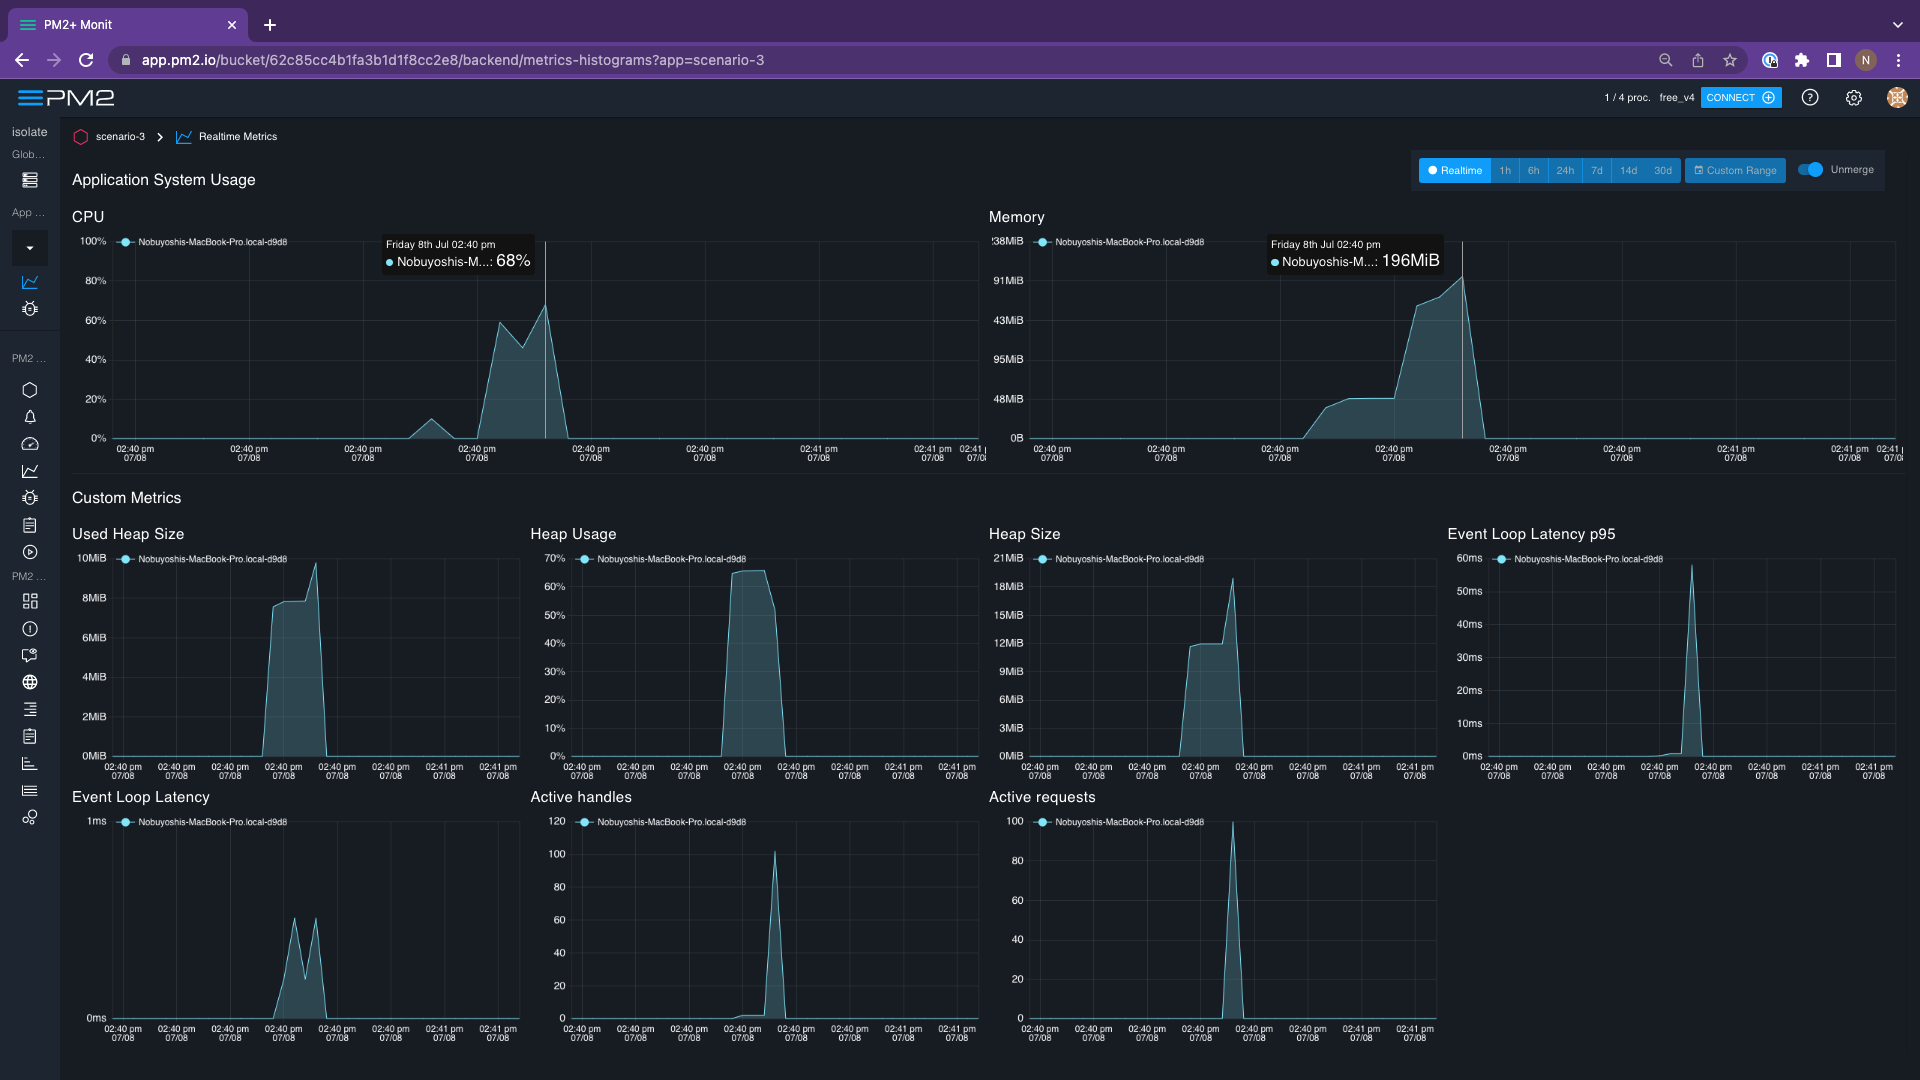 PM2+ Monit
app.pm2.io/bucket/62c85cc4b1fa3b1d1f8cc2e8/backend/metrics-histograms?app=scenario-3
N
PM2
1 / 4 proc. free_v4 CONNECT
isolate
Glob...
App ...
PM2 ...
PM2 ...
scenario-3 Realtime Metrics
Realtime 1h 6h 24h 7d 14d 30d Custom Range Unmerge
Application System Usage
CPU
Nobuyoshis-MacBook-Pro.local-d9d8
Friday 8th Jul 02:40 pm
Nobuyoshis-M...: 68%
100%
80%
60%
40%
20%
0%
02:40 pm 02:40 pm 02:40 pm 02:40 pm 02:40 pm 02:40 pm 02:41 pm 02:41 pm 02:41
07/08 07/08 07/08 07/08 07/08 07/08 07/08 07/08 07/0
Memory
Nobuyoshis-MacBook-Pro.local-d9d8
Friday 8th Jul 02:40 pm
Nobuyoshis-M...: 196MiB
38MiB
91MiB
43MiB
95MiB
48MiB
0B
02:40 pm 02:40 pm 02:40 pm 02:40 pm 02:40 pm 02:40 pm 02:41 pm 02:41 pm 02:41
07/08 07/08 07/08 07/08 07/08 07/08 07/08 07/08 07/0
Custom Metrics
Used Heap Size
Nobuyoshis-MacBook-Pro.local-d9d8
10MiB
8MiB
6MiB
4MiB
2MiB
0MiB
02:40 pm 02:40 pm 02:40 pm 02:40 pm 02:40 pm 02:40 pm 02:41 pm 02:41 pm
07/08 07/08 07/08 07/08 07/08 07/08 07/08 07/08
Heap Usage
Nobuyoshis-MacBook-Pro.local-d9d8
70%
60%
50%
40%
30%
20%
10%
0%
02:40 pm 02:40 pm 02:40 pm 02:40 pm 02:40 pm 02:40 pm 02:41 pm 02:41 pm
07/08 07/08 07/08 07/08 07/08 07/08 07/08 07/08
Heap Size
Nobuyoshis-MacBook-Pro.local-d9d8
21MiB
18MiB
15MiB
12MiB
9MiB
6MiB
3MiB
0MiB
02:40 pm 02:40 pm 02:40 pm 02:40 pm 02:40 pm 02:40 pm 02:41 pm 02:41 pm
07/08 07/08 07/08 07/08 07/08 07/08 07/08 07/08
Event Loop Latency p95
Nobuyoshis-MacBook-Pro.local-d9d8
60ms
50ms
40ms
30ms
20ms
10ms
0ms
02:40 pm 02:40 pm 02:40 pm 02:40 pm 02:40 pm 02:40 pm 02:41 pm 02:41 pm
07/08 07/08 07/08 07/08 07/08 07/08 07/08 07/08
Event Loop Latency
Nobuyoshis-MacBook-Pro.local-d9d8
1ms
0ms
02:40 pm 02:40 pm 02:40 pm 02:40 pm 02:40 pm 02:40 pm 02:41 pm 02:41 pm
07/08 07/08 07/08 07/08 07/08 07/08 07/08 07/08
Active handles
Nobuyoshis-MacBook-Pro.local-d9d8
120
100
80
60
40
20
0
02:40 pm 02:40 pm 02:40 pm 02:40 pm 02:40 pm 02:40 pm 02:41 pm 02:41 pm
07/08 07/08 07/08 07/08 07/08 07/08 07/08 07/08
Active requests
Nobuyoshis-MacBook-Pro.local-d9d8
100
80
60
40
20
0
02:40 pm 02:40 pm 02:40 pm 02:40 pm 02:40 pm 02:40 pm 02:41 pm 02:41 pm
07/08 07/08 07/08 07/08 07/08 07/08 07/08 07/08